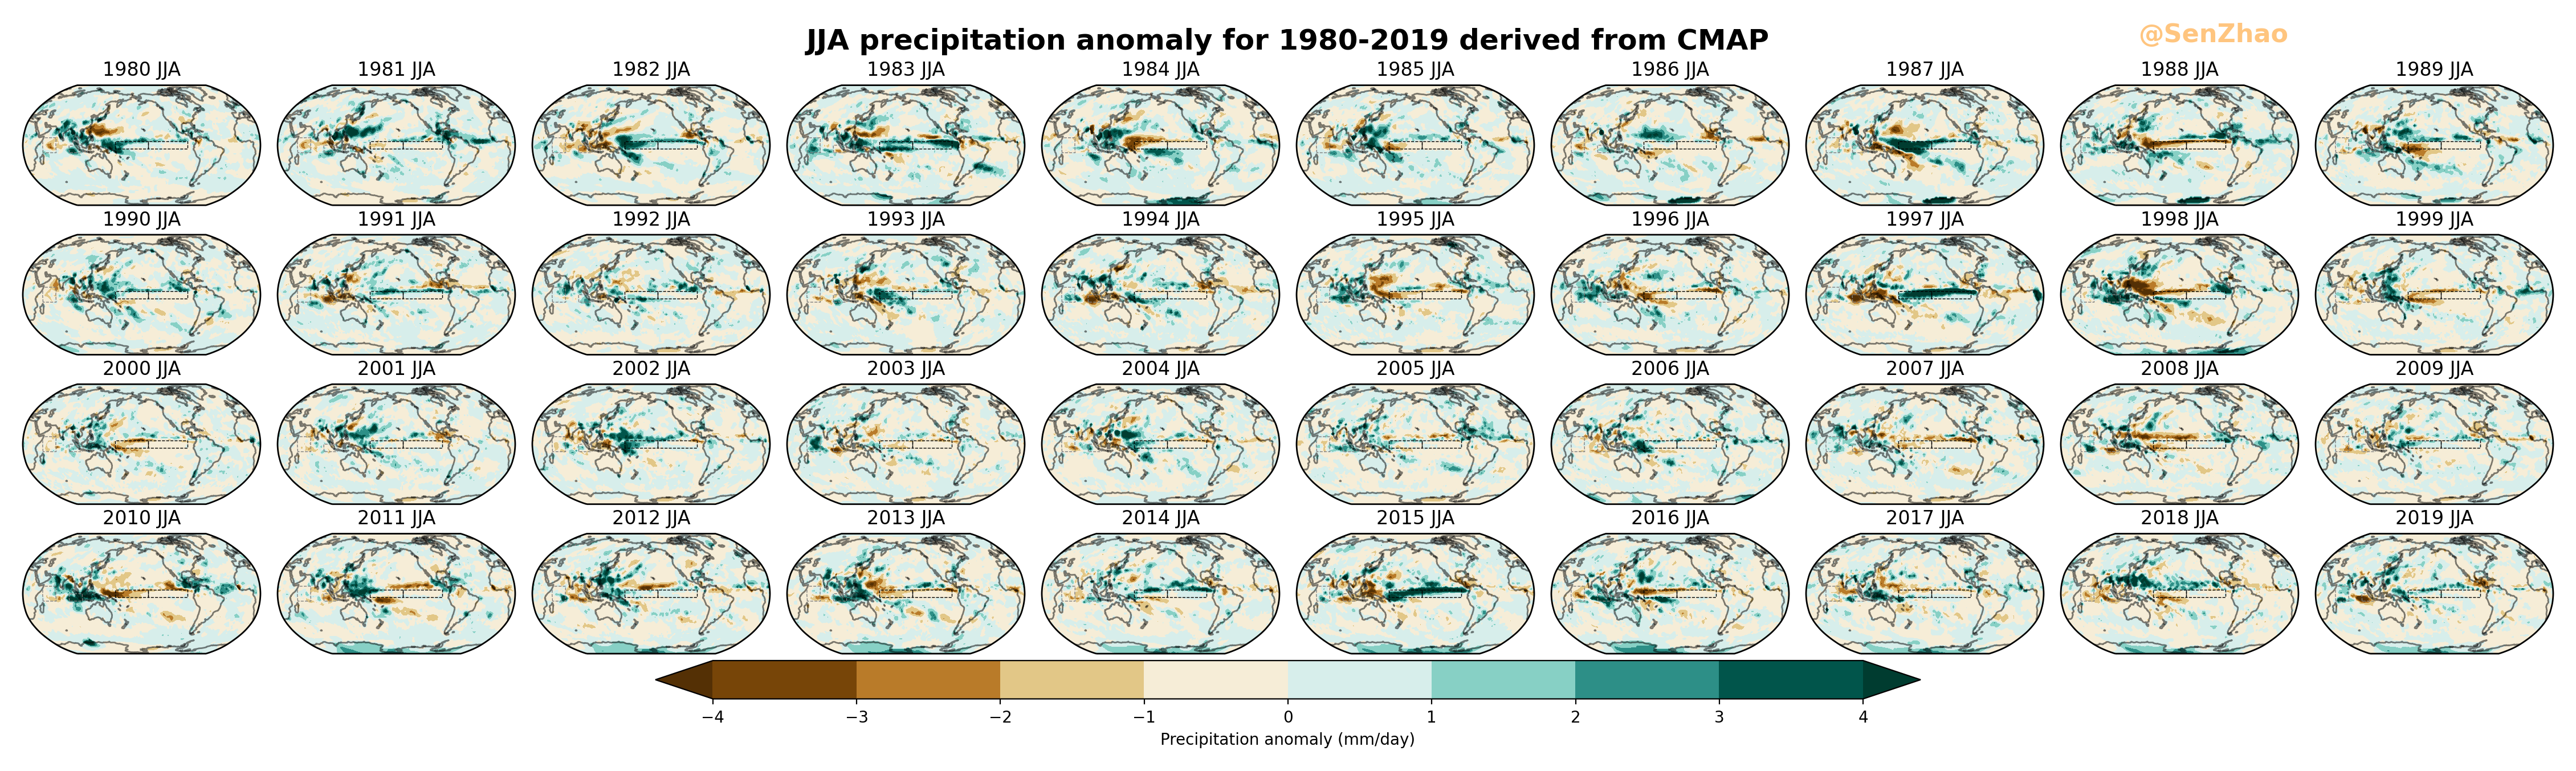 JJA precipitation anomaly for 1980-2019 derived from CMAP
@SenZhao
1980 JJA 1981 JJA 1982 JJA 1983 JJA 1984 JJA 1985 JJA 1986 JJA 1987 JJA 1988 JJA 1989 JJA
1990 JJA 1991 JJA 1992 JJA 1993 JJA 1994 JJA 1995 JJA 1996 JJA 1997 JJA 1998 JJA 1999 JJA
2000 JJA 2001 JJA 2002 JJA 2003 JJA 2004 JJA 2005 JJA 2006 JJA 2007 JJA 2008 JJA 2009 JJA
2010 JJA 2011 JJA 2012 JJA 2013 JJA 2014 JJA 2015 JJA 2016 JJA 2017 JJA 2018 JJA 2019 JJA
−4 −3 −2 −1 0 1 2 3 4
Precipitation anomaly (mm/day)